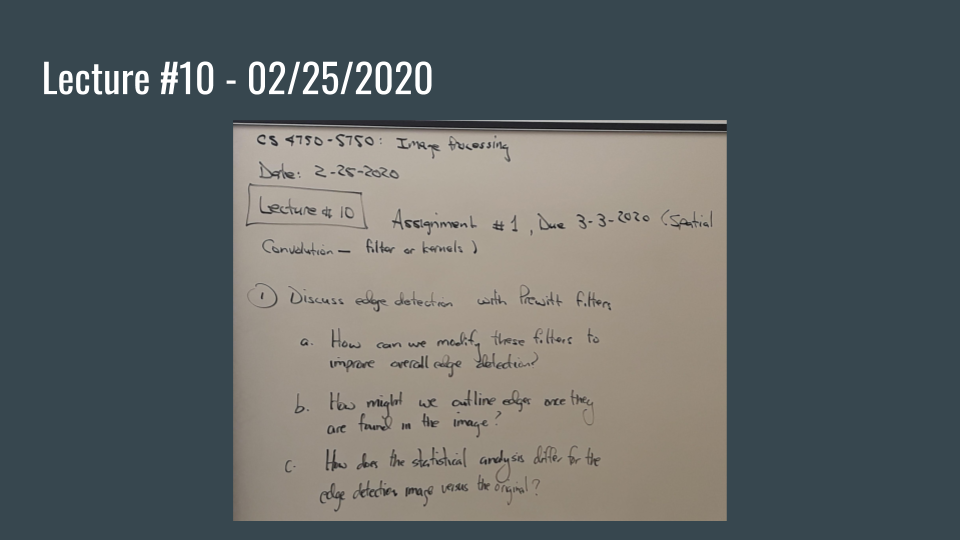 Lecture #10 - 02/25/2020
CS 4750-5750: Image Processing
Date: 2-25-2020
Lecture # 10
Assignment #1, Due 3-3-2020 (Spatial
Convolution — filter or kernels)
1 Discuss edge detection with Prewitt filters
a. How can we modify these filters to
improve overall edge detection?
b. How might we outline edges once they
are found in the image?
c. How does the statistical analysis differ for the
edge detection image versus the original?